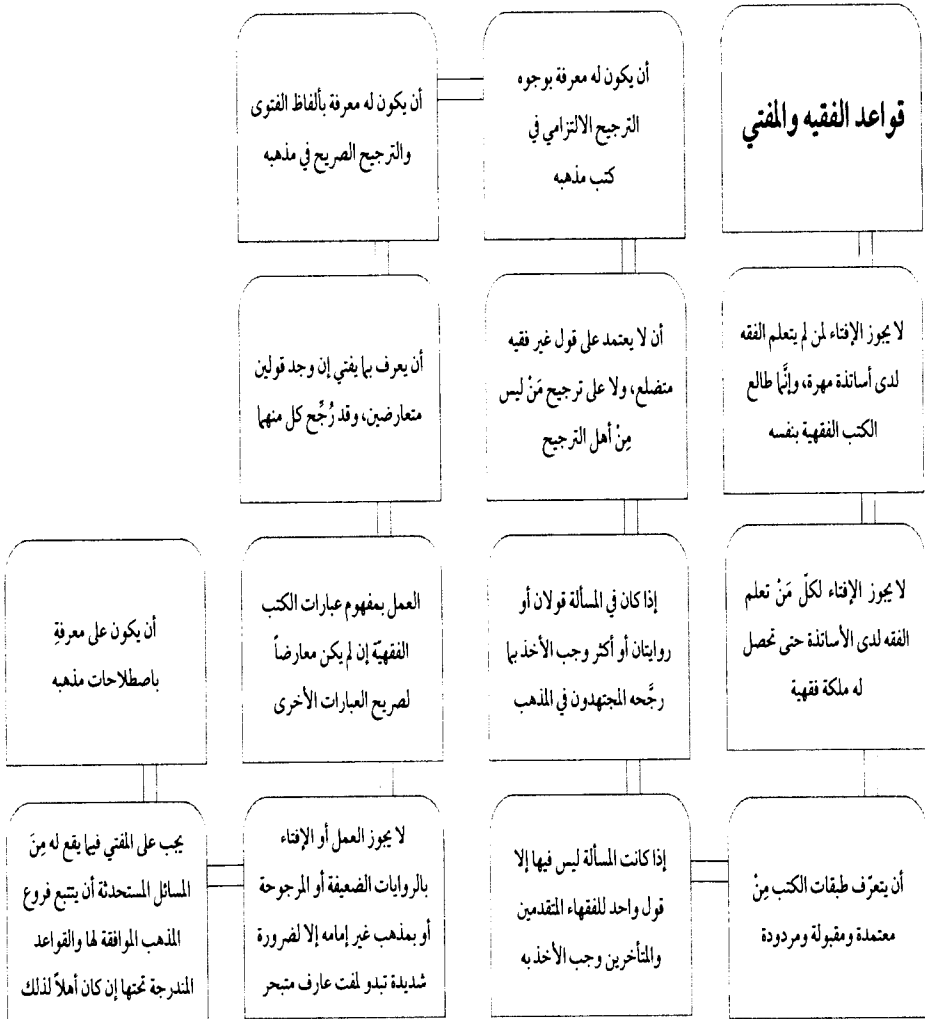 قواعد الفقيه والمفتي
لا يجوز الإفتاء لمن لم يتعلم الفقه
لدى أساتذة مهرة، وإنَّما طالع
الكتب الفقهية بنفسه
لا يجوز الإفتاء لكلّ مَنْ تعلم
الفقه لدى الأساتذة حتى تحصل
له ملكة فقهية
أن يتعرّف طبقات الكتب مِنْ
معتمدة ومقبولة ومردودة
إذا كانت المسألة ليس فيها إلا
قول واحد للفقهاء المتقدمين
والمتأخرين وجب الأخذ به
إذا كان في المسألة قولان أو
روايتان أو أكثر وجب الأخذ بما
رجَّحه المجتهدون في المذهب
أن لا يعتمد على قول غير فقيه
متضلع، ولا على ترجيح مَنْ ليس
مِنْ أهل الترجيح
أن يكون له معرفة بوجوه
الترجيح الالتزامي في
كتب مذهبه
أن يكون له معرفة بألفاظ الفتوى
والترجيح الصريح في مذهبه
أن يعرف بما يفتي إن وجد قولين
متعارضين، وقد رُجِّح كل منهما
العمل بمفهوم عبارات الكتب
الفقهيّة إن لم يكن معارضاً
لصريح العبارات الأخرى
لا يجوز العمل أو الإفتاء
بالروايات الضعيفة أو المرجوحة
أو بمذهب غير إمامه إلا لضرورة
شديدة تبدو لمفت عارف متبحر
يجب على المفتي فيما يقع له مِنَ
المسائل المستحدثة أن يتتبع فروع
المذهب الموافقة لها والقواعد
المندرجة تحتها إن كان أهلاً لذلك
أن يكون على معرفةِ
باصطلاحات مذهبه